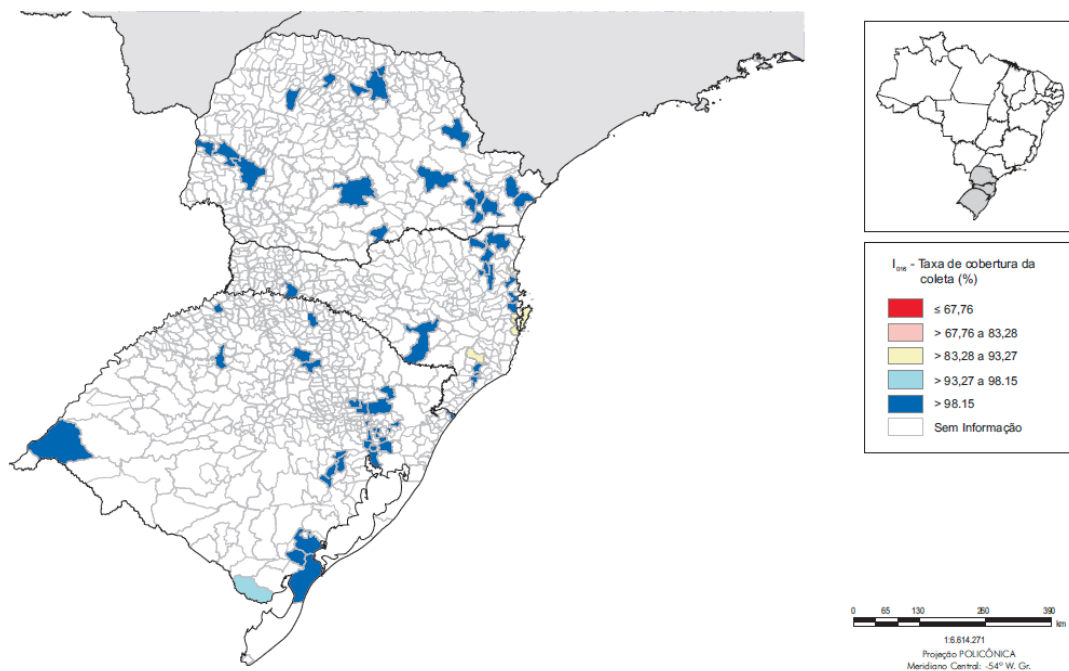 I₀₁₆ - Taxa de cobertura da
coleta (%)
≤ 67,76
> 67,76 a 83,28
> 83,28 a 93,27
> 93,27 a 98.15
> 98.15
Sem Informação
0 65 130 260 390
km
1:6.614.271
Projeção POLICÔNICA
Meridiano Central: -54º W. Gr.